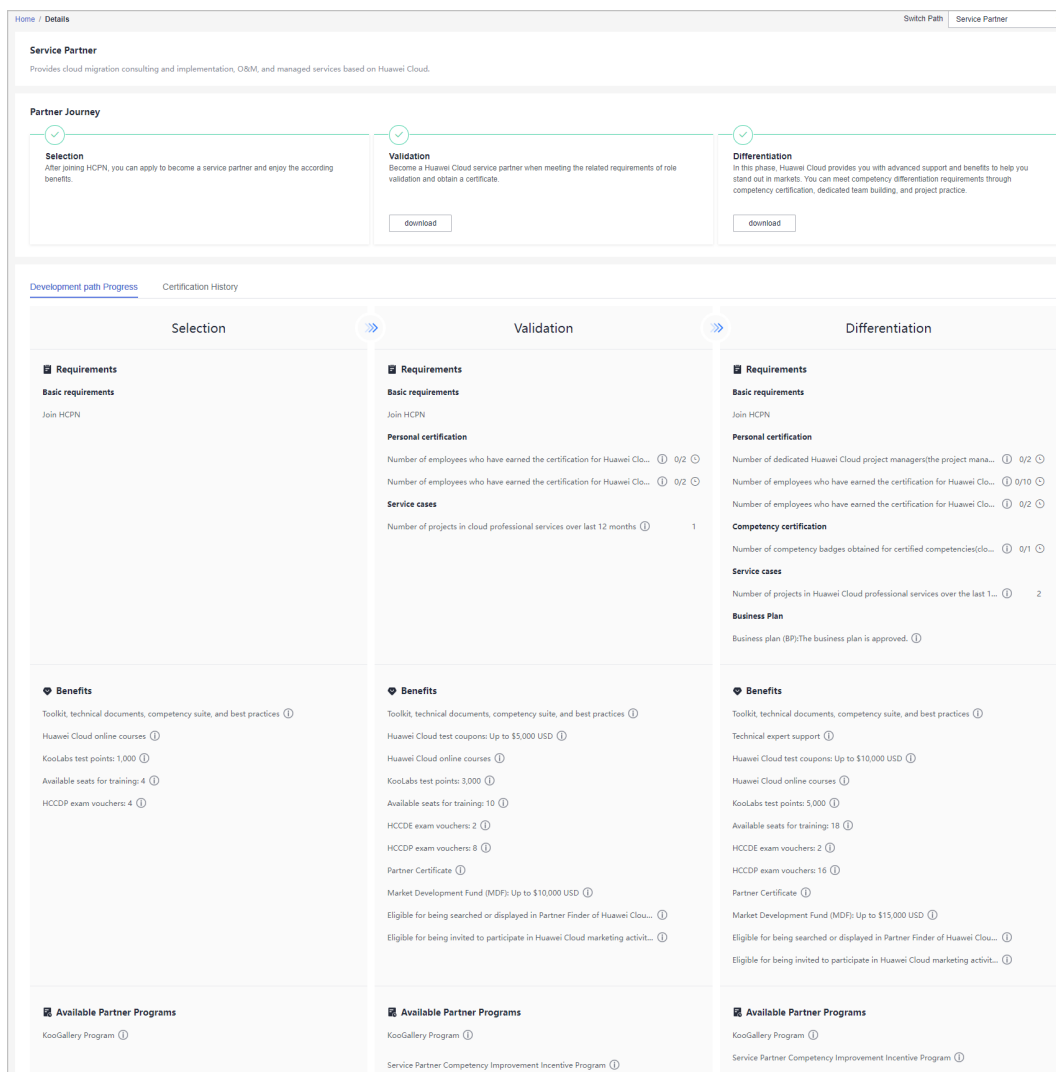 Home / Details
Switch Path Service Partner
Service Partner
Provides cloud migration consulting and implementation, O&M, and managed services based on Huawei Cloud.
Partner Journey
Selection
After joining HCPN, you can apply to become a service partner and enjoy the according
benefits.
Validation
Become a Huawei Cloud service partner when meeting the related requirements of role
validation and obtain a certificate.
download
Differentiation
In this phase, Huawei Cloud provides you with advanced support and benefits to help you
stand out in markets. You can meet competency differentiation requirements through
competency certification, dedicated team building, and project practice.
download
Development path Progress
Certification History
Selection
Requirements
Basic requirements
Join HCPN
Benefits
Toolkit, technical documents, competency suite, and best practices
Huawei Cloud online courses
KooLabs test points: 1,000
Available seats for training: 4
HCCDP exam vouchers: 4
Available Partner Programs
KooGallery Program
Validation
Requirements
Basic requirements
Join HCPN
Personal certification
Number of employees who have earned the certification for Huawei Clo... 0/2
Number of employees who have earned the certification for Huawei Clo... 0/2
Service cases
Number of projects in cloud professional services over last 12 months 1
Benefits
Toolkit, technical documents, competency suite, and best practices
Huawei Cloud test coupons: Up to $5,000 USD
Huawei Cloud online courses
KooLabs test points: 3,000
Available seats for training: 10
HCCDE exam vouchers: 2
HCCDP exam vouchers: 8
Partner Certificate
Market Development Fund (MDF): Up to $10,000 USD
Eligible for being searched or displayed in Partner Finder of Huawei Clou...
Eligible for being invited to participate in Huawei Cloud marketing activit...
Available Partner Programs
KooGallery Program
Service Partner Competency Improvement Incentive Program
Differentiation
Requirements
Basic requirements
Join HCPN
Personal certification
Number of dedicated Huawei Cloud project managers(the project mana... 0/2
Number of employees who have earned the certification for Huawei Clo... 0/10
Number of employees who have earned the certification for Huawei Clo... 0/2
Competency certification
Number of competency badges obtained for certified competencies(clo... 0/1
Service cases
Number of projects in Huawei Cloud professional services over the last 1... 2
Business Plan
Business plan (BP):The business plan is approved.
Benefits
Toolkit, technical documents, competency suite, and best practices
Technical expert support
Huawei Cloud test coupons: Up to $10,000 USD
Huawei Cloud online courses
KooLabs test points: 5,000
Available seats for training: 18
HCCDE exam vouchers: 2
HCCDP exam vouchers: 16
Partner Certificate
Market Development Fund (MDF): Up to $15,000 USD
Eligible for being searched or displayed in Partner Finder of Huawei Clou...
Eligible for being invited to participate in Huawei Cloud marketing activit...
Available Partner Programs
KooGallery Program
Service Partner Competency Improvement Incentive Program